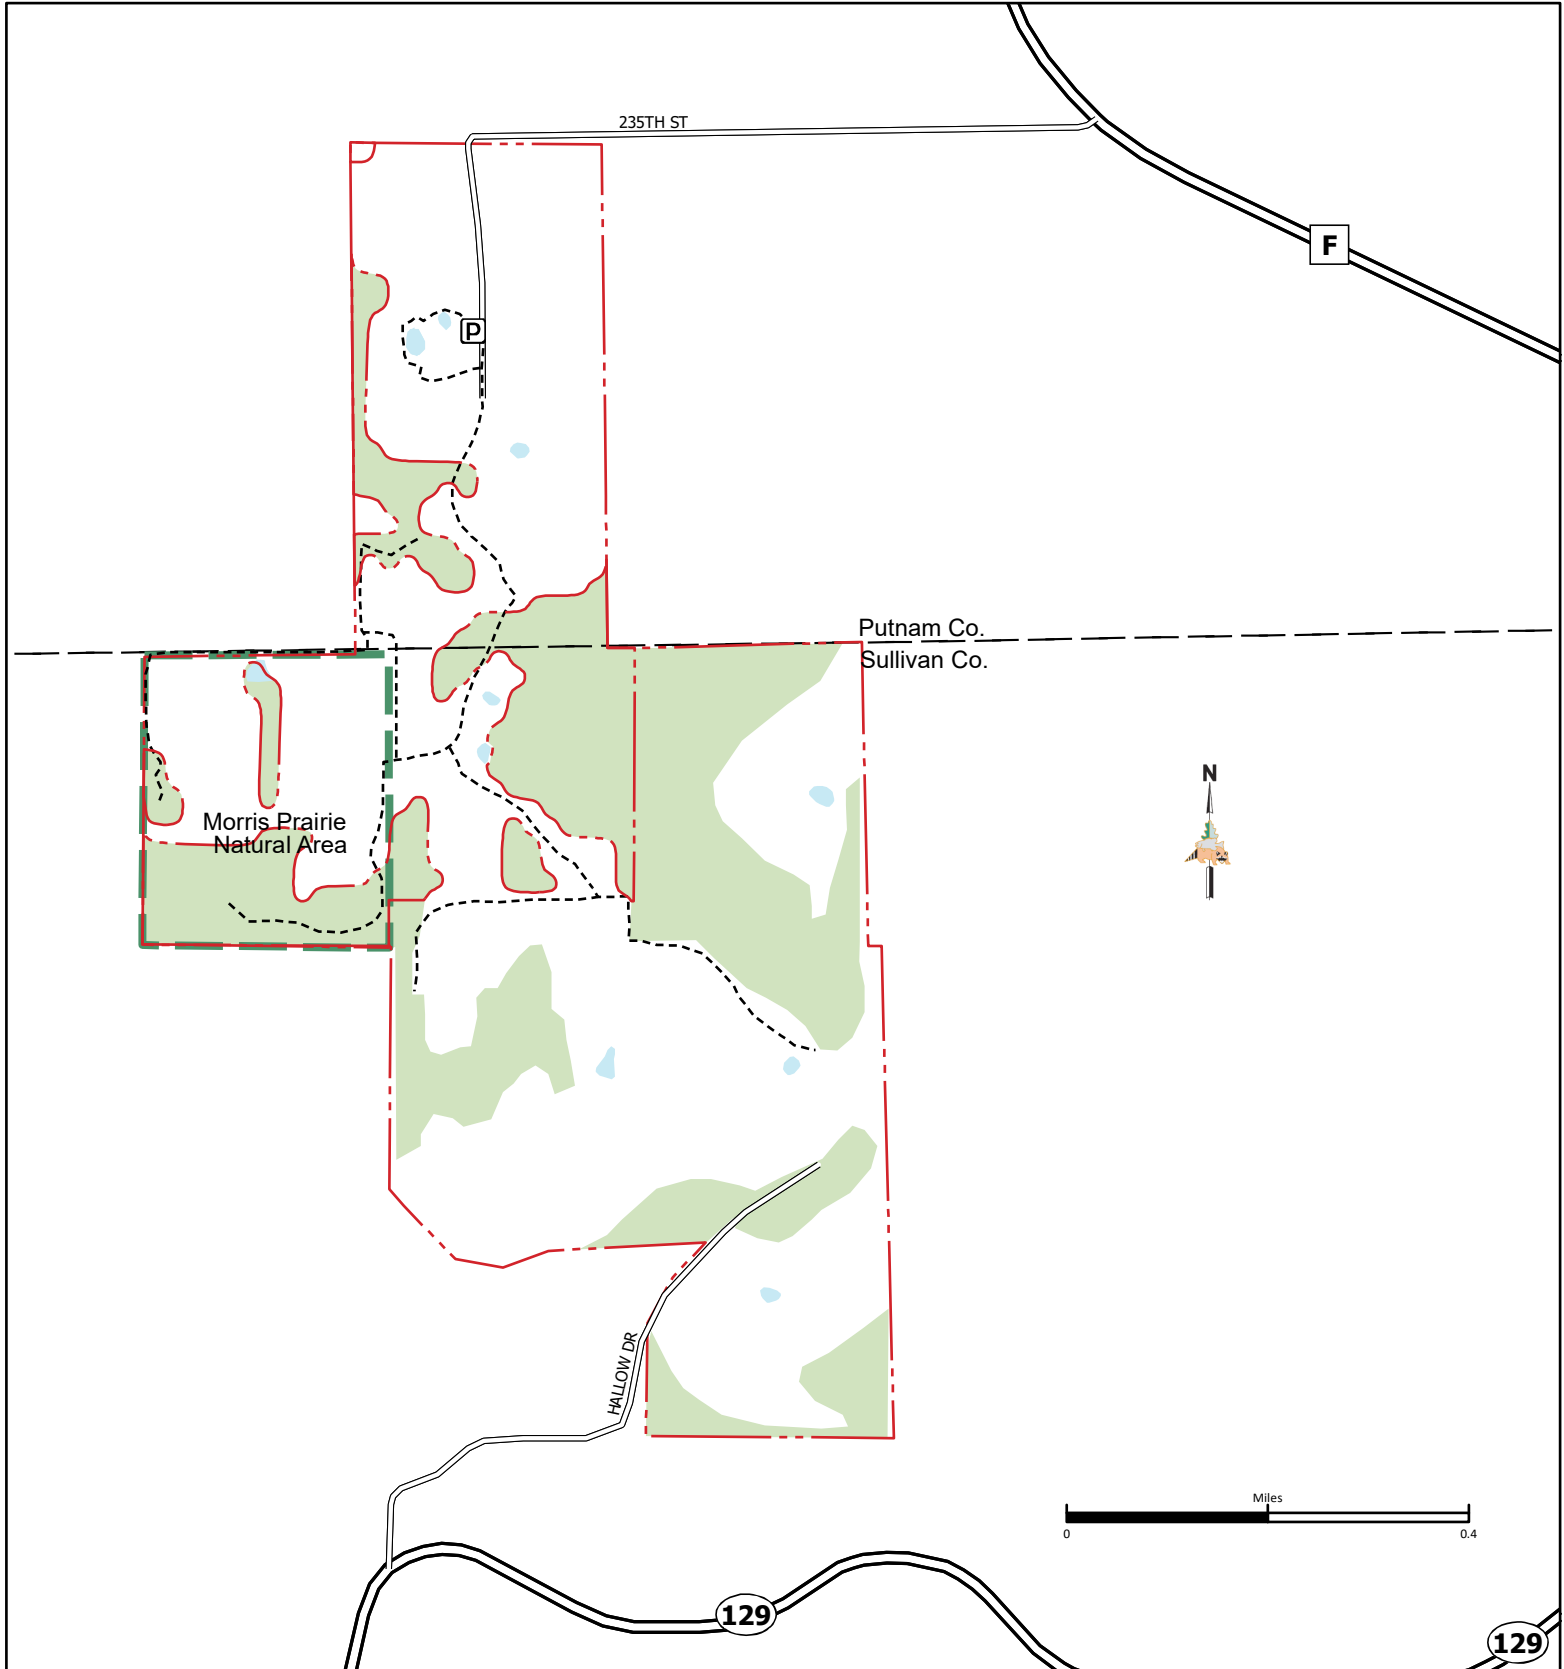 235TH ST
F
P
Putnam Co.
Sullivan Co.
N
Morris Prairie
Natural Area
HALLOW DR
Miles
0
0.4
129
129